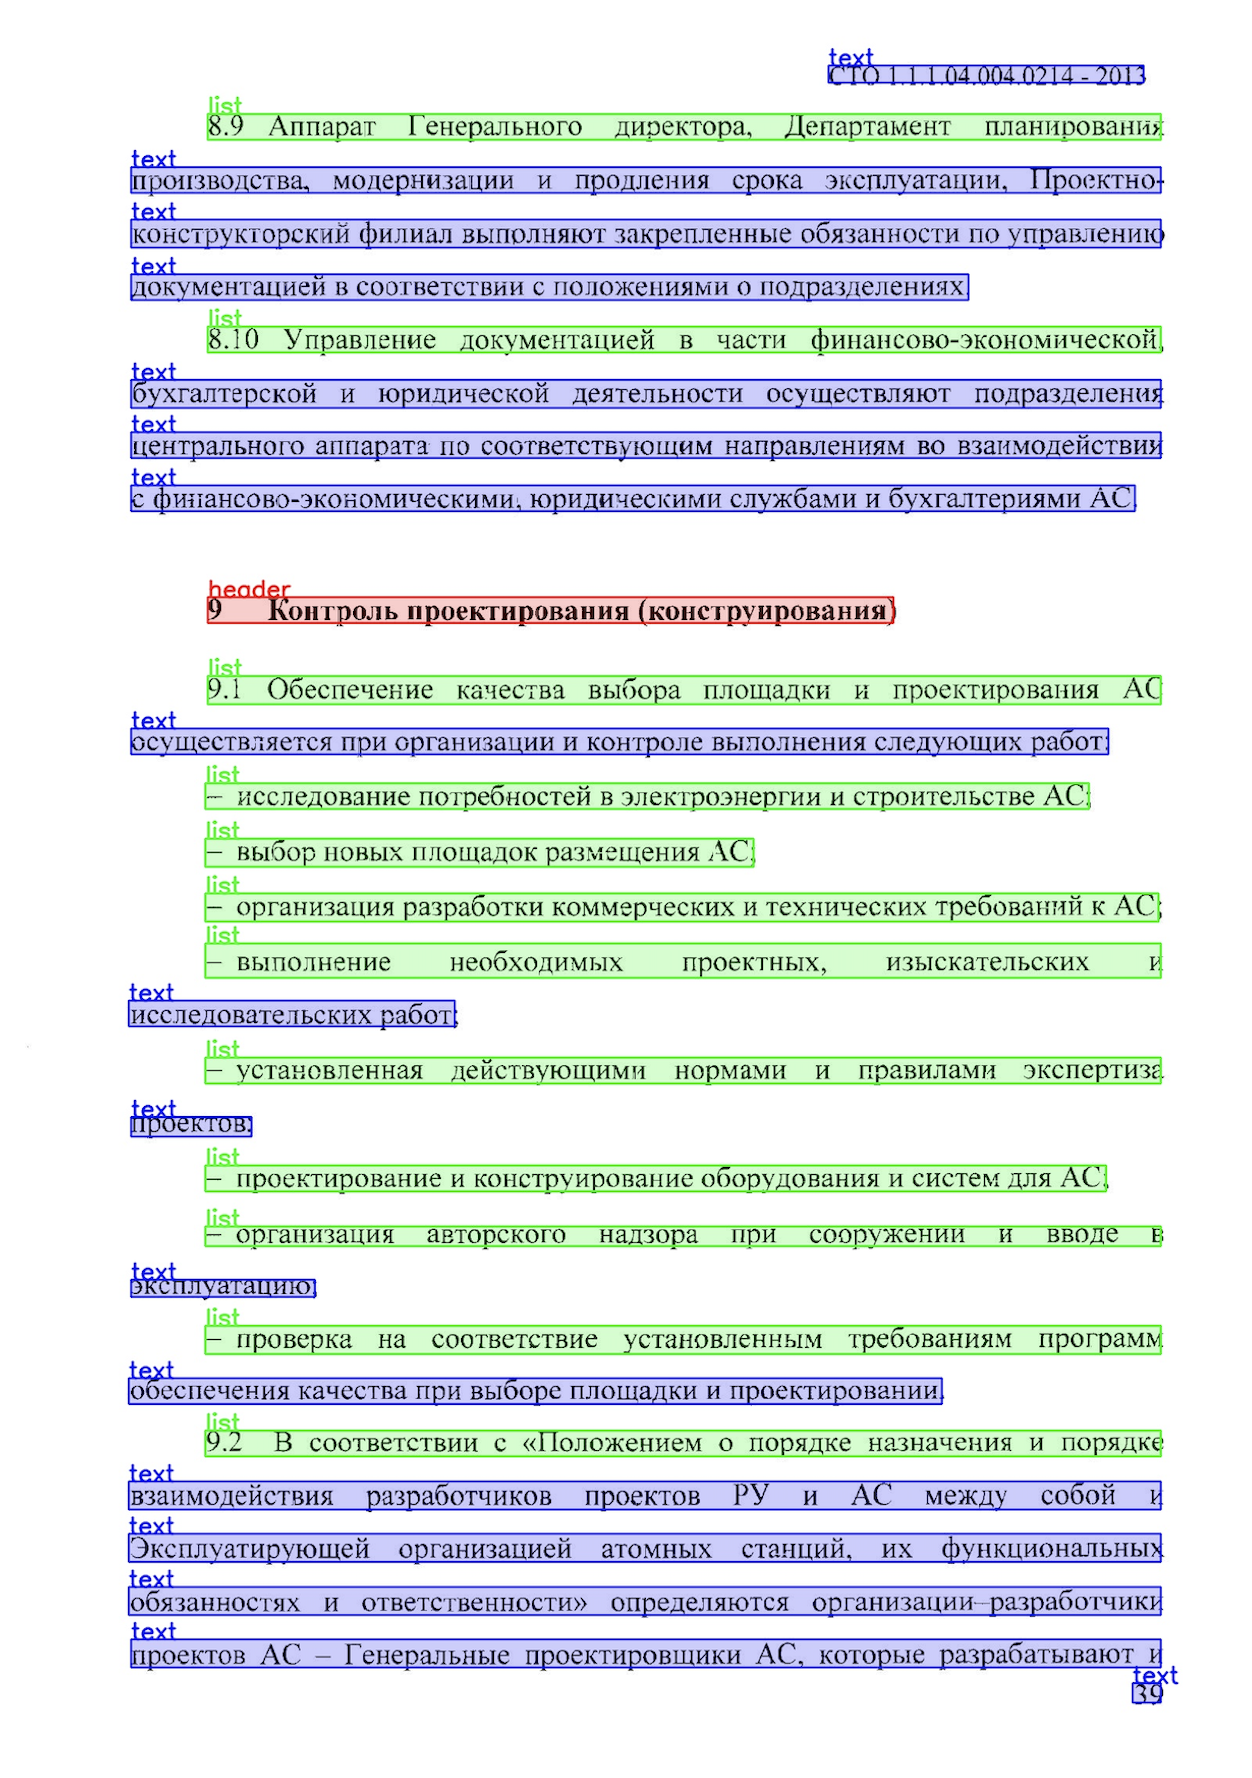 text
СТО 1.1.1.04.004.0214 - 2013
list
8.9 Аппарат Генерального директора, Департамент планирования
text
производства, модернизации и продления срока эксплуатации, Проектно-
text
конструкторский филиал выполняют закрепленные обязанности по управлению
text
документацией в соответствии с положениями о подразделениях.
list
8.10 Управление документацией в части финансово-экономической,
text
бухгалтерской и юридической деятельности осуществляют подразделения
text
центрального аппарата по соответствующим направлениям во взаимодействии
text
с финансово-экономическими, юридическими службами и бухгалтериями АС.
header
9 Контроль проектирования (конструирования)
list
9.1 Обеспечение качества выбора площадки и проектирования АС
text
осуществляется при организации и контроле выполнения следующих работ:
list
– исследование потребностей в электроэнергии и строительстве АС;
list
– выбор новых площадок размещения АС;
list
– организация разработки коммерческих и технических требований к АС;
list
– выполнение необходимых проектных, изыскательских и
text
исследовательских работ;
list
– установленная действующими нормами и правилами экспертиза
text
проектов;
list
– проектирование и конструирование оборудования и систем для АС;
list
– организация авторского надзора при сооружении и вводе в
text
эксплуатацию;
list
– проверка на соответствие установленным требованиям программ
text
обеспечения качества при выборе площадки и проектировании.
list
9.2 В соответствии с «Положением о порядке назначения и порядке
text
взаимодействия разработчиков проектов РУ и АС между собой и
text
Эксплуатирующей организацией атомных станций, их функциональных
text
обязанностях и ответственности» определяются организации–разработчики
text
проектов АС – Генеральные проектировщики АС, которые разрабатывают и
text
39